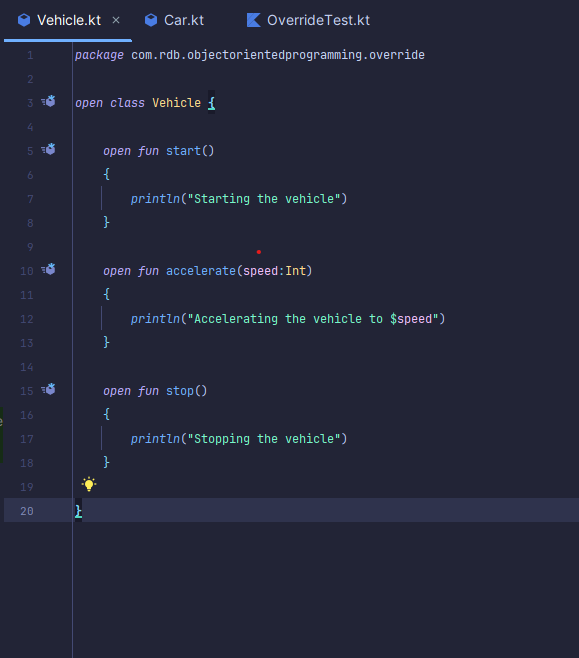 Vehicle.kt × Car.kt OverrideTest.kt
1 package com.rdb.objectorientedprogramming.override
2
3 open class Vehicle {
4
5 open fun start()
6 {
7 println("Starting the vehicle")
8 }
9
10 open fun accelerate(speed:Int)
11 {
12 println("Accelerating the vehicle to $speed")
13 }
14
15 open fun stop()
16 {
17 println("Stopping the vehicle")
18 }
19
20 }